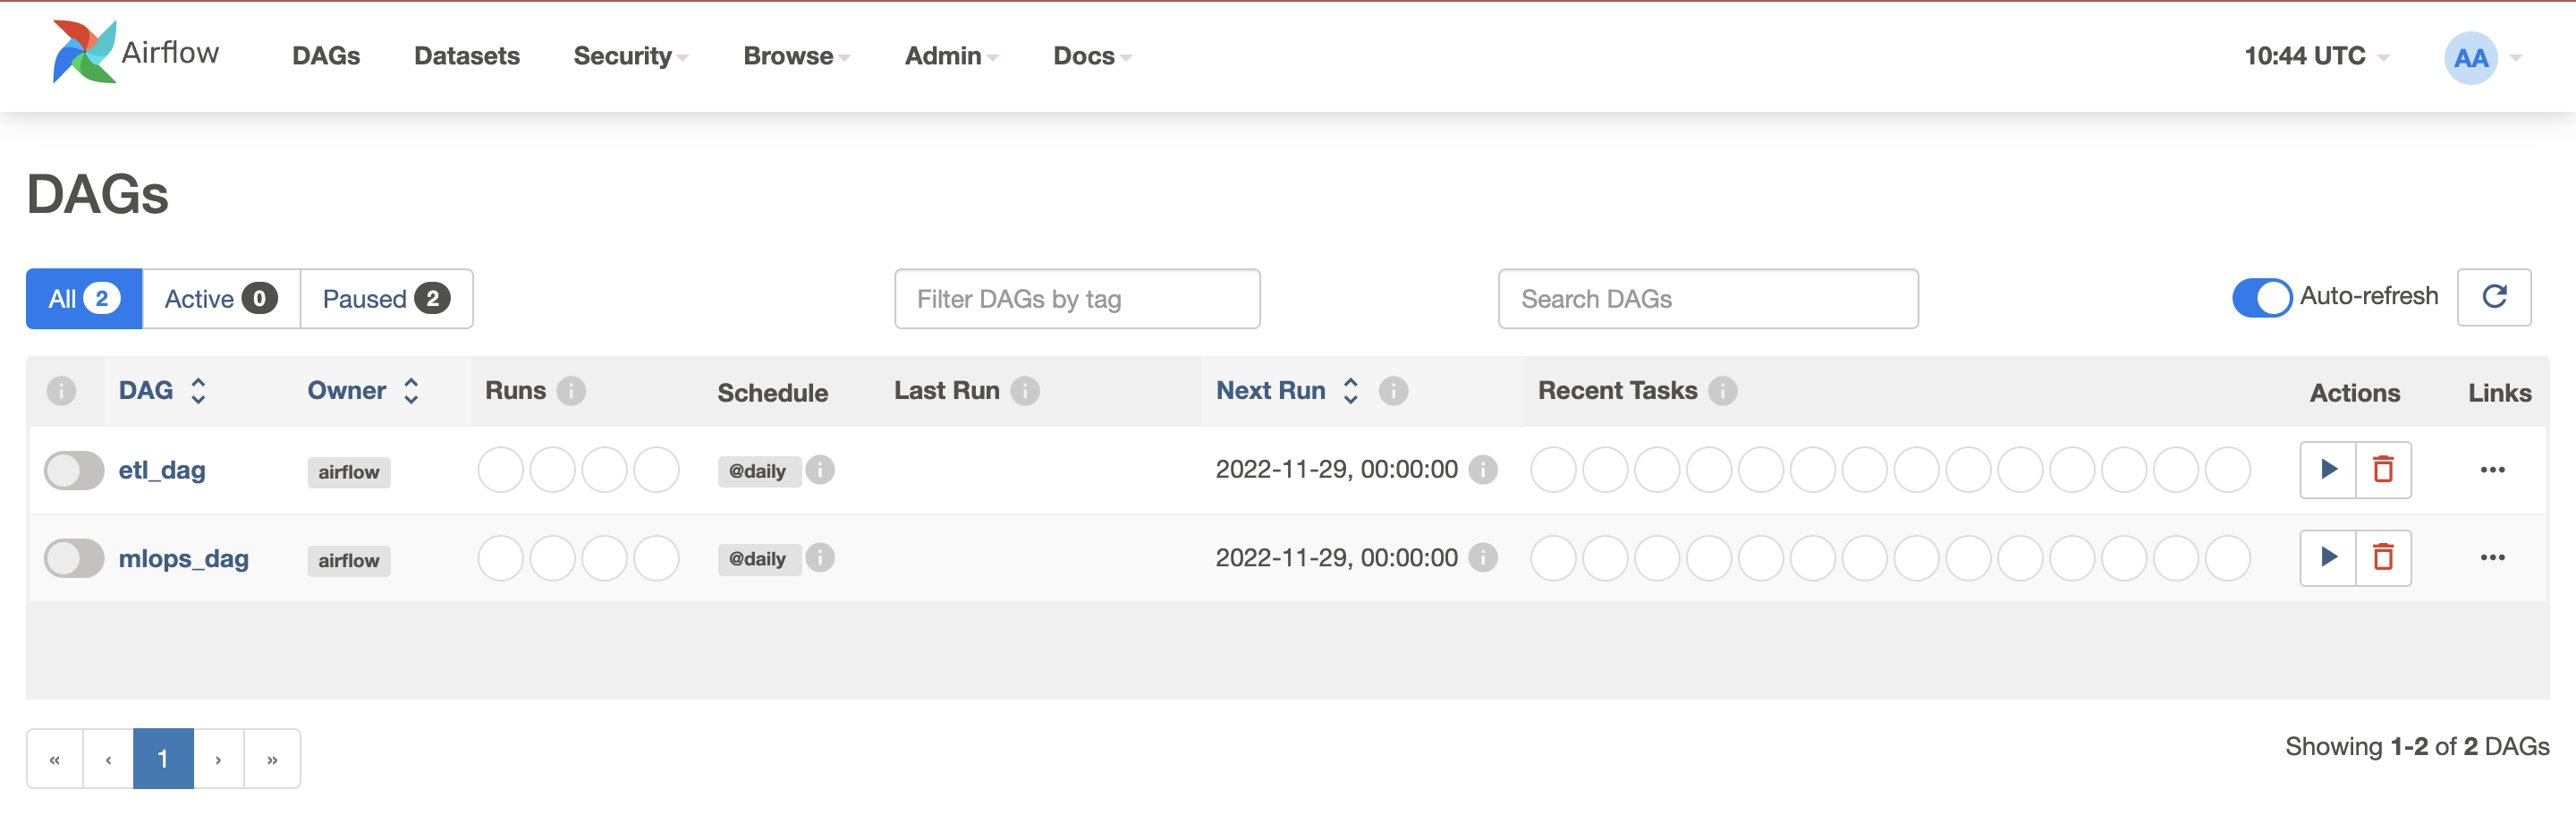 Airflow DAGs Datasets Security Browse Admin Docs 10:44 UTC AA
DAGs
All 2 Active 0 Paused 2 Filter DAGs by tag Search DAGs Auto-refresh
DAG Owner Runs Schedule Last Run Next Run Recent Tasks Actions Links
etl_dag airflow @daily 2022-11-29, 00:00:00
mlops_dag airflow @daily 2022-11-29, 00:00:00
« ‹ 1 › » Showing 1-2 of 2 DAGs